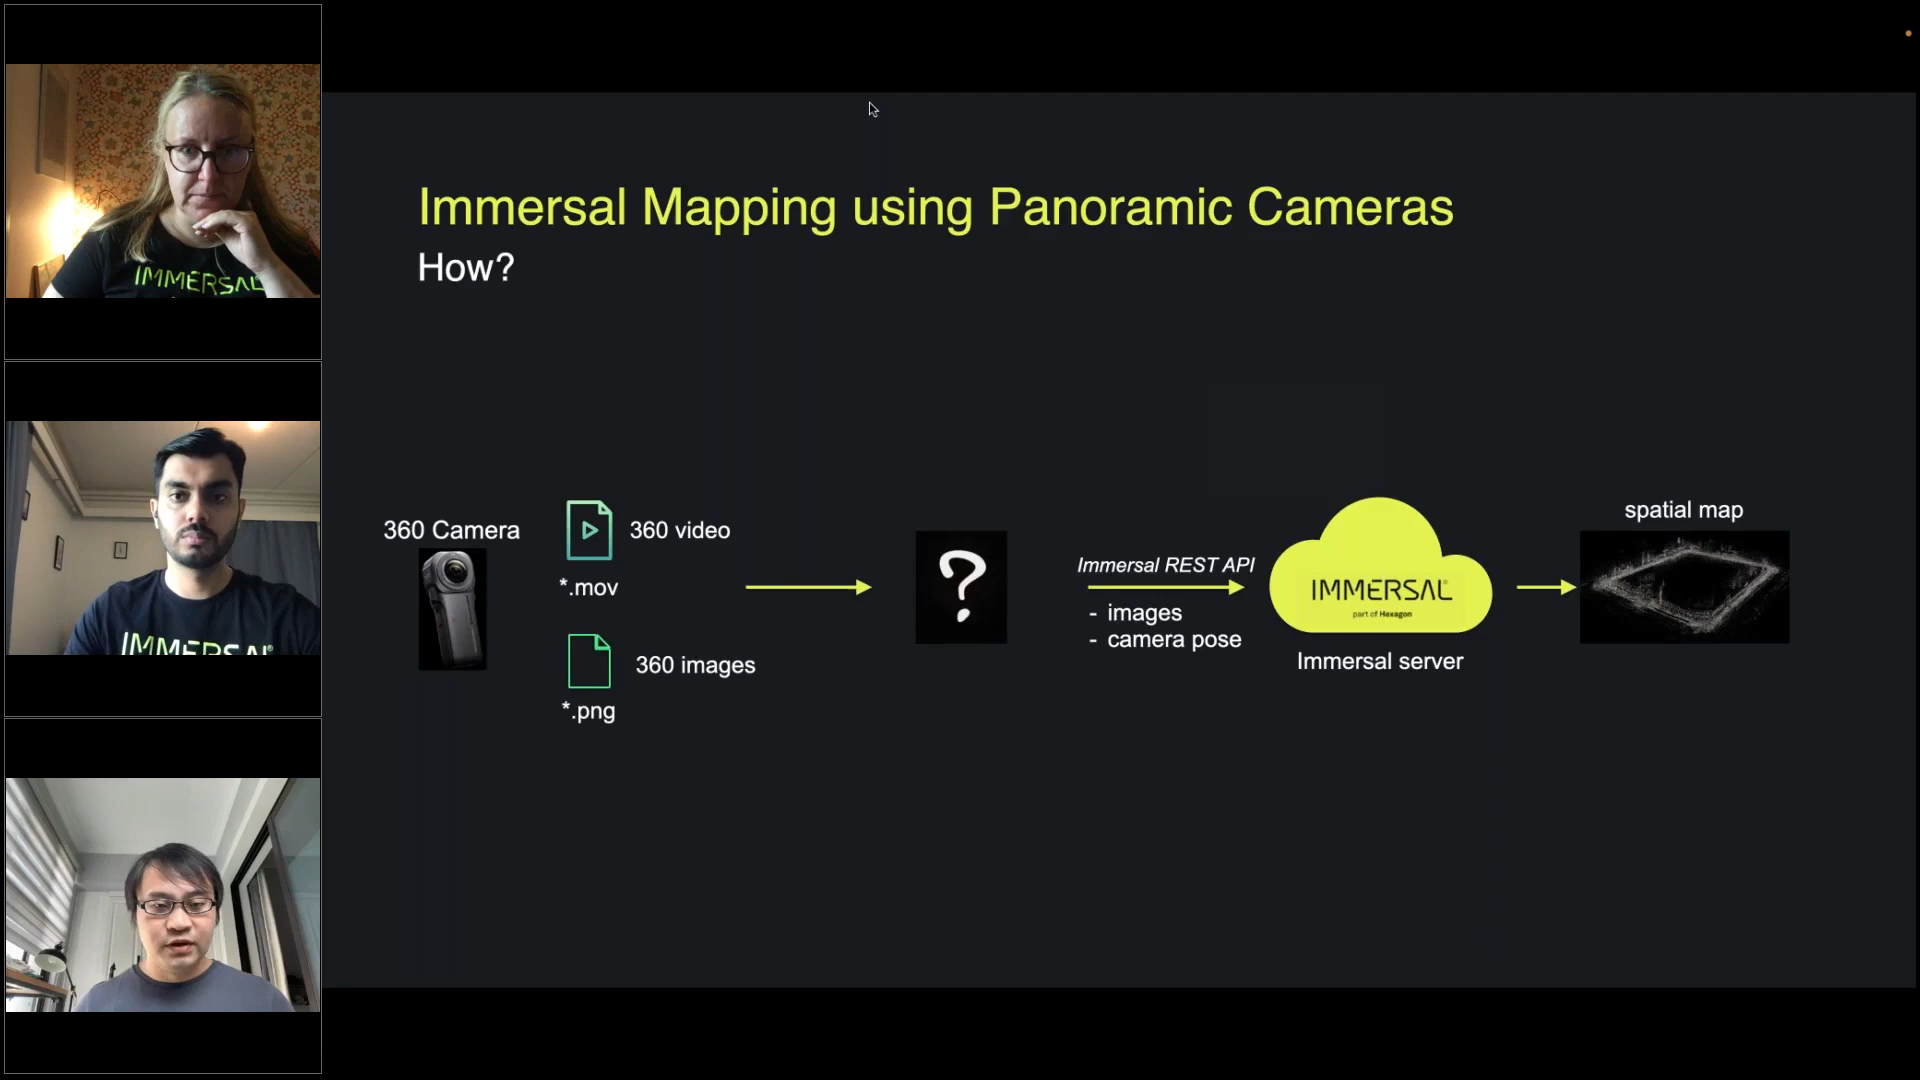 IMMERSAL
IMMERSAL®
Immersal Mapping using Panoramic Cameras
How?
360 Camera
360 video
*.mov
360 images
*.png
?
Immersal REST API
- images
- camera pose
IMMERSAL®
part of Hexagon
Immersal server
spatial map